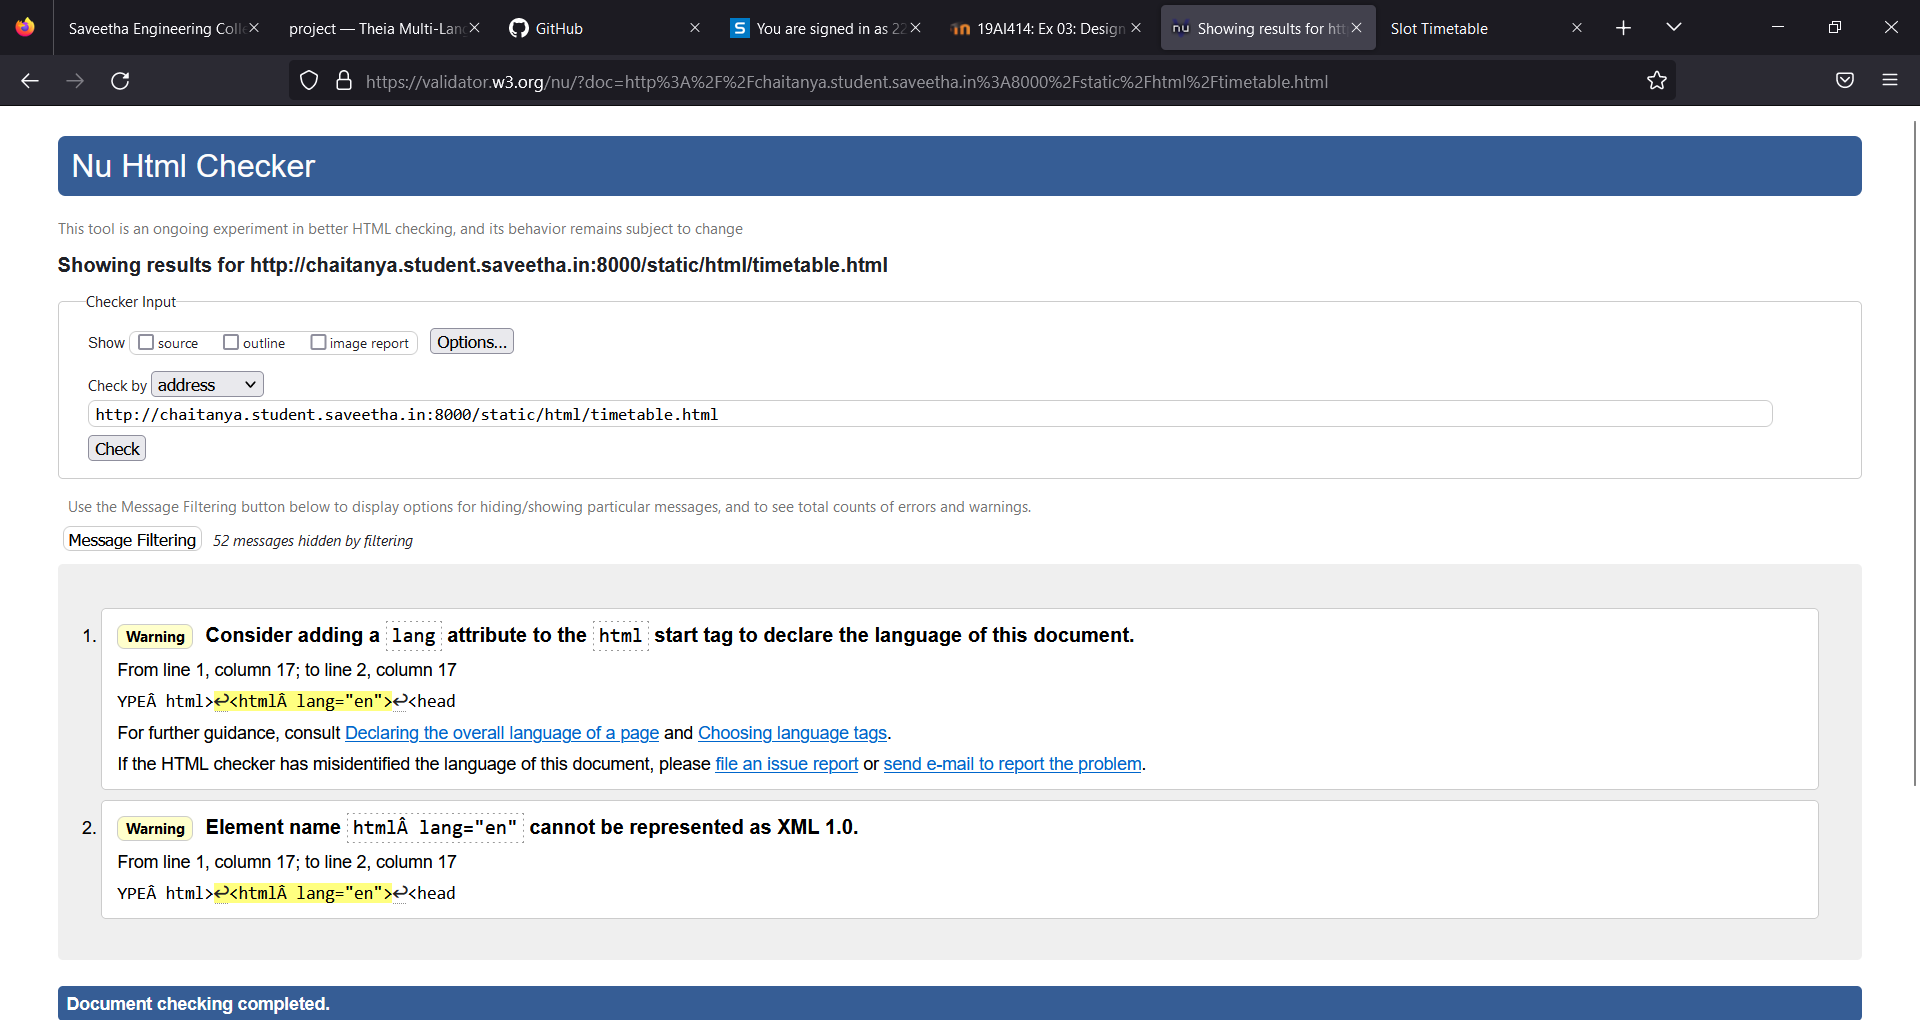 Saveetha Engineering Coll
project — Theia Multi-Lang
GitHub
You are signed in as 22
19AI414: Ex 03: Design
Showing results for htt
Slot Timetable
https://validator.w3.org/nu/?doc=http%3A%2F%2Fchaitanya.student.saveetha.in%3A8000%2Fstatic%2Fhtml%2Ftimetable.html
Nu Html Checker
This tool is an ongoing experiment in better HTML checking, and its behavior remains subject to change
Showing results for http://chaitanya.student.saveetha.in:8000/static/html/timetable.html
Checker Input
Show source outline image report Options...
Check by address
http://chaitanya.student.saveetha.in:8000/static/html/timetable.html
Check
Use the Message Filtering button below to display options for hiding/showing particular messages, and to see total counts of errors and warnings.
Message Filtering 52 messages hidden by filtering
1. Warning Consider adding a lang attribute to the html start tag to declare the language of this document.
From line 1, column 17; to line 2, column 17
YPEÂ html>↩<htmlÂ lang="en">↩<head
For further guidance, consult Declaring the overall language of a page and Choosing language tags.
If the HTML checker has misidentified the language of this document, please file an issue report or send e-mail to report the problem.
2. Warning Element name htmlÂ lang="en" cannot be represented as XML 1.0.
From line 1, column 17; to line 2, column 17
YPEÂ html>↩<htmlÂ lang="en">↩<head
Document checking completed.